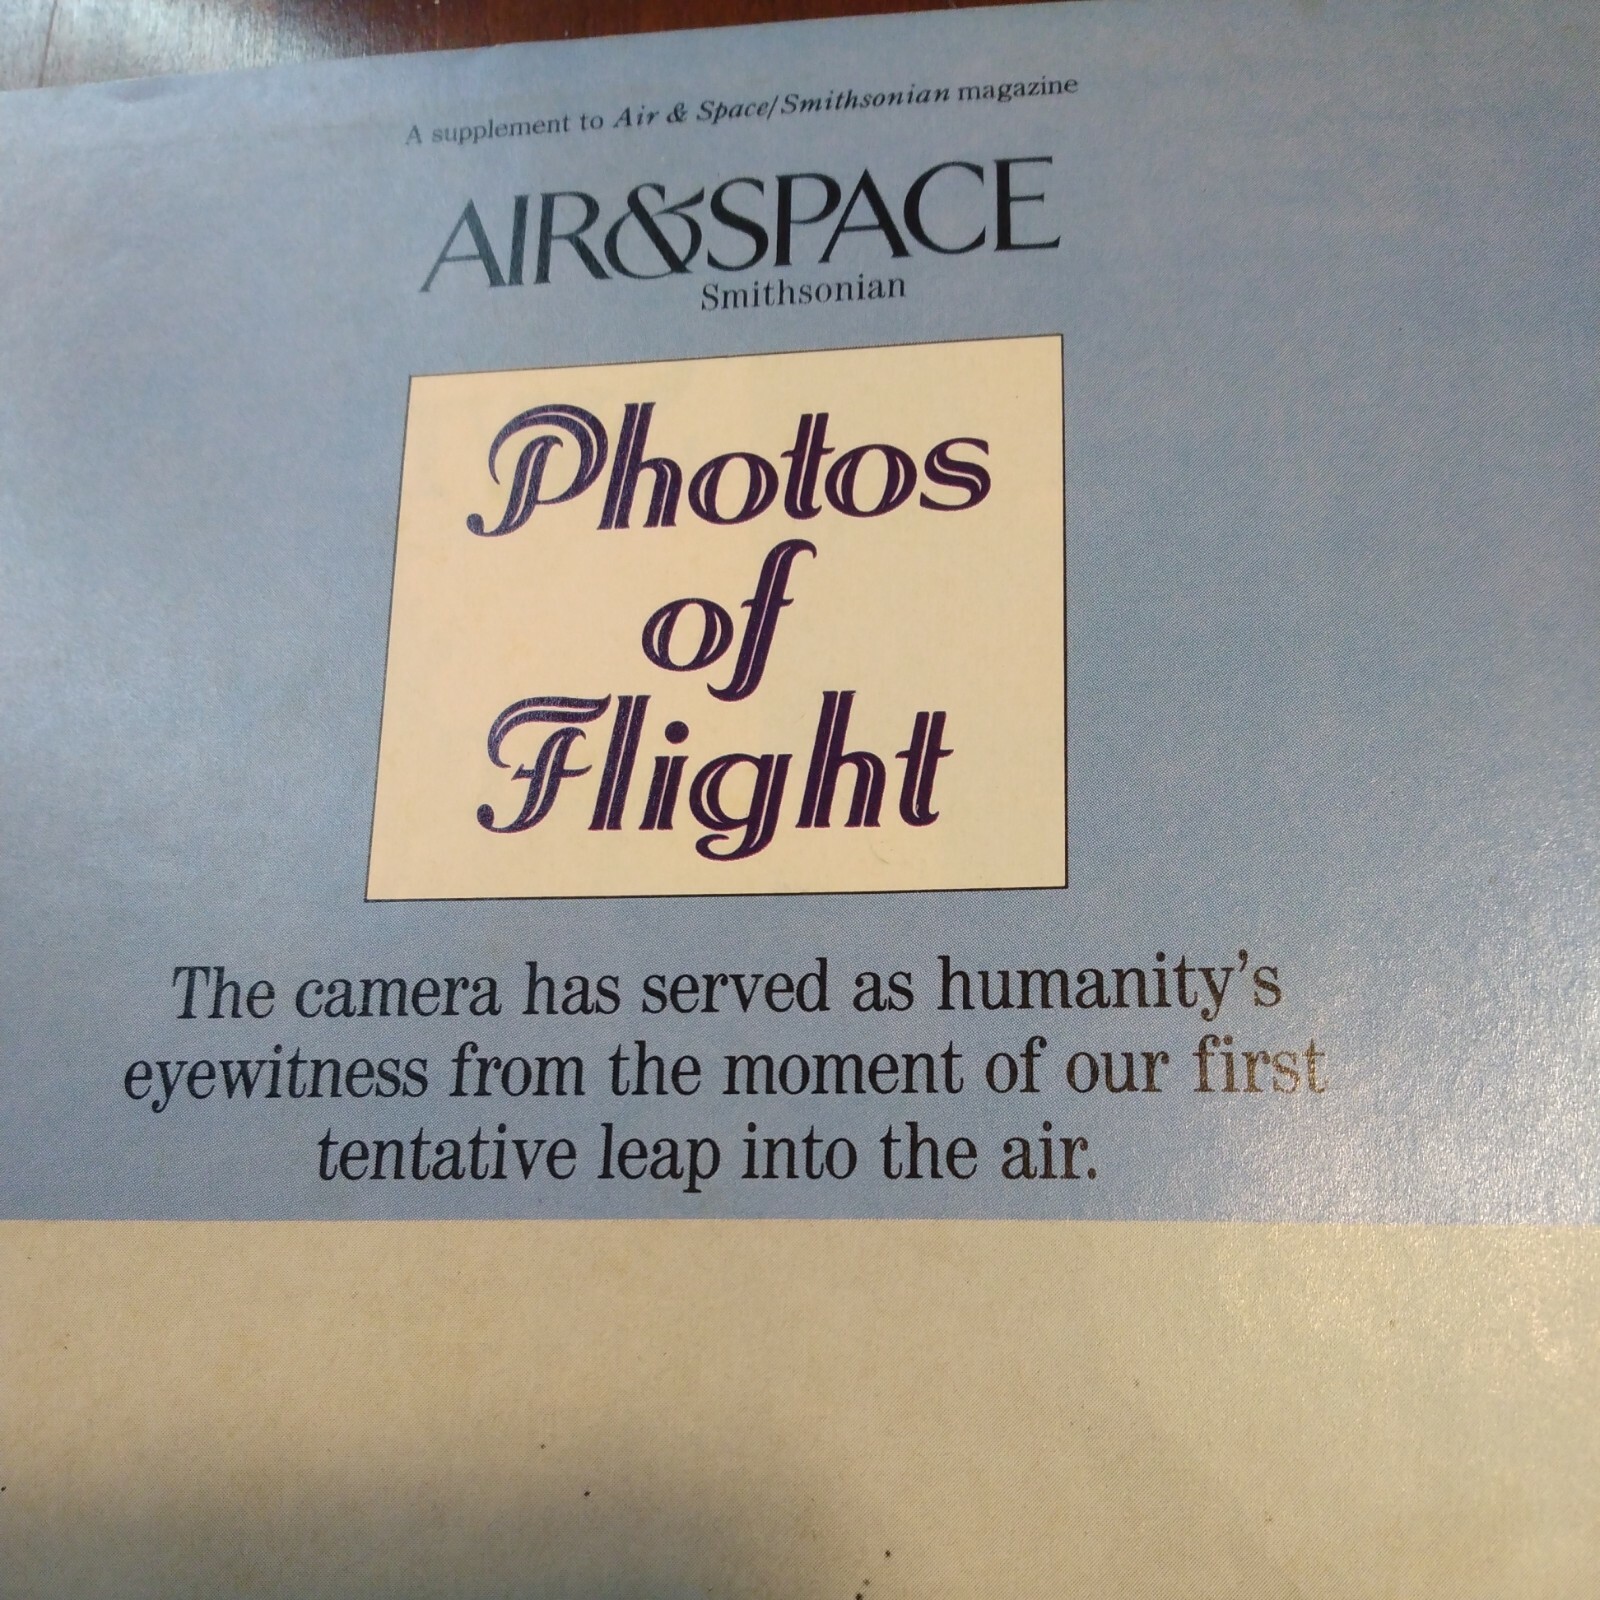 A supplement to Air & Space/Smithsonian magazine
AIR&SPACE
Smithsonian
Photos
of
Flight
The camera has served as humanity's
eyewitness from the moment of our first
tentative leap into the air.